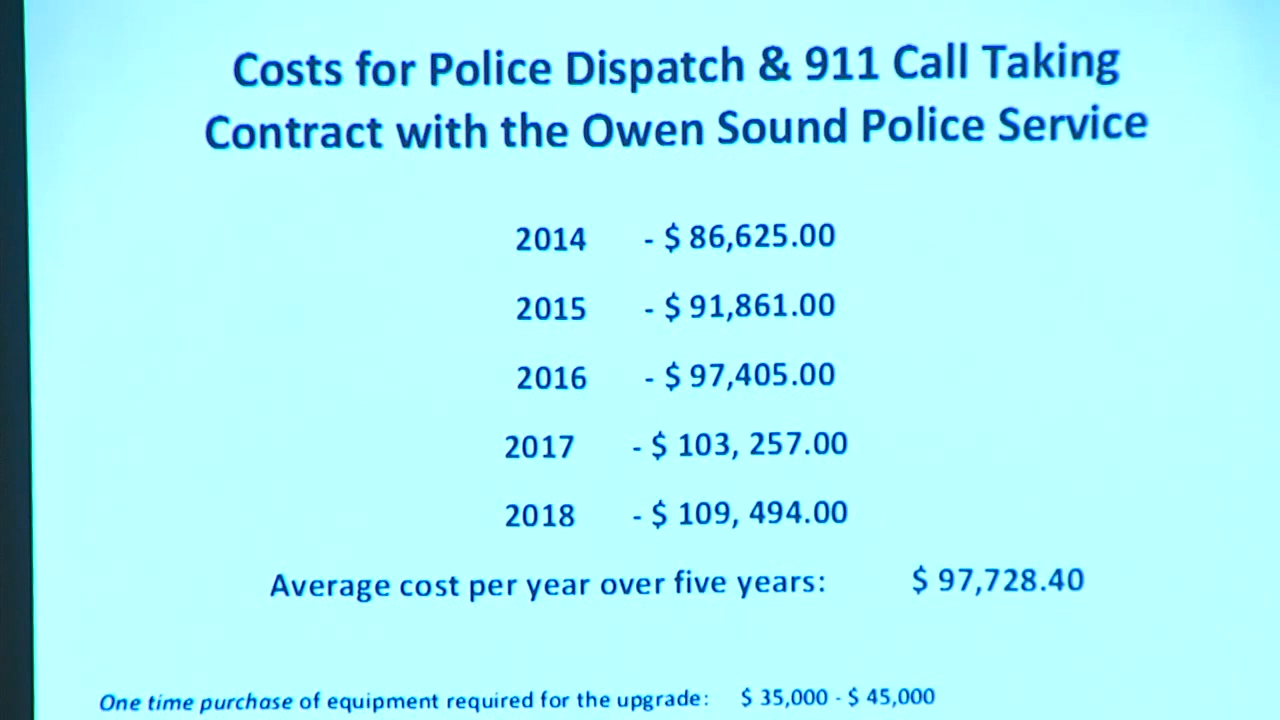 Costs for Police Dispatch & 911 Call Taking
Contract with the Owen Sound Police Service
2014 - $ 86,625.00
2015 - $ 91,861.00
2016 - $ 97,405.00
2017 - $ 103, 257.00
2018 - $ 109, 494.00
Average cost per year over five years: $ 97,728.40
One time purchase of equipment required for the upgrade: $ 35,000 - $ 45,000